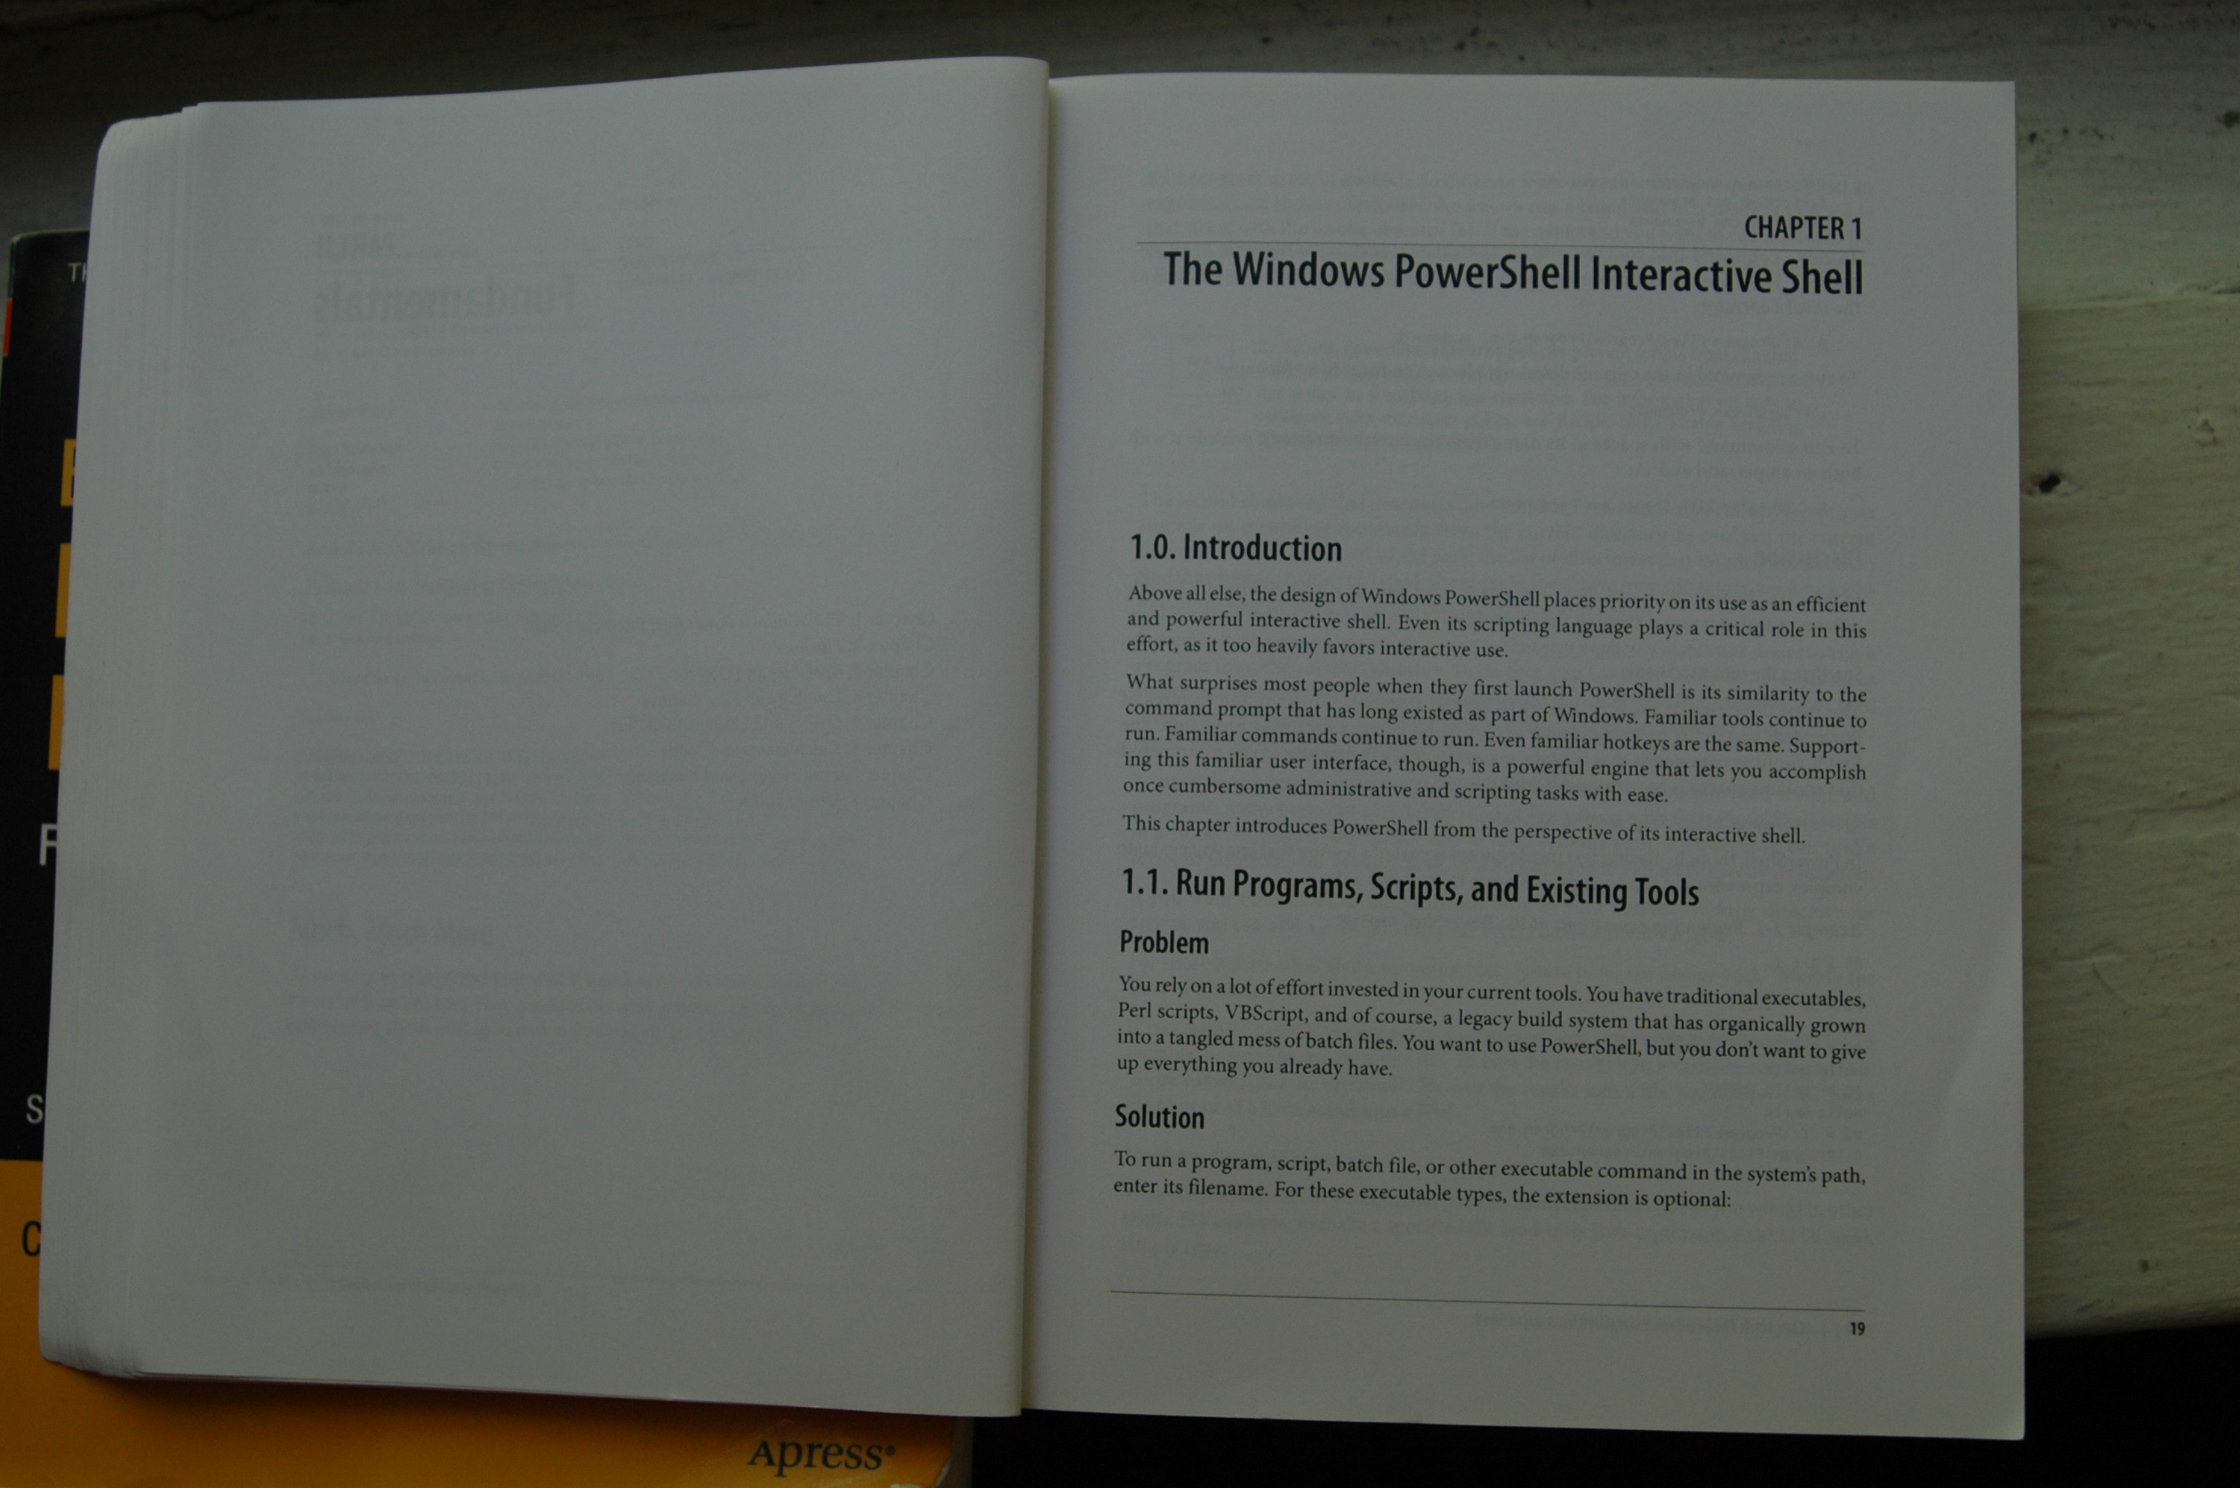 CHAPTER 1
The Windows PowerShell Interactive Shell
1.0. Introduction
Above all else, the design of Windows PowerShell places priority on its use as an efficient
and powerful interactive shell. Even its scripting language plays a critical role in this
effort, as it too heavily favors interactive use.
What surprises most people when they first launch PowerShell is its similarity to the
command prompt that has long existed as part of Windows. Familiar tools continue to
run. Familiar commands continue to run. Even familiar hotkeys are the same. Support-
ing this familiar user interface, though, is a powerful engine that lets you accomplish
once cumbersome administrative and scripting tasks with ease.
This chapter introduces PowerShell from the perspective of its interactive shell.
1.1. Run Programs, Scripts, and Existing Tools
Problem
You rely on a lot of effort invested in your current tools. You have traditional executables,
Perl scripts, VBScript, and of course, a legacy build system that has organically grown
into a tangled mess of batch files. You want to use PowerShell, but you don't want to give
up everything you already have.
Solution
To run a program, script, batch file, or other executable command in the system's path,
enter its filename. For these executable types, the extension is optional:
19
Fundamentals
TH
F
S
C
Apress®